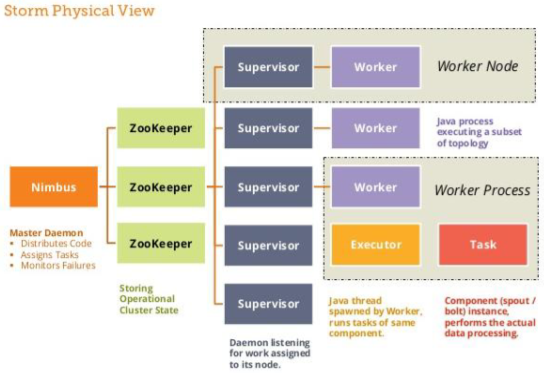 Storm Physical View
Supervisor
Worker
Worker Node
ZooKeeper
Supervisor
Worker
Java process
executing a subset
of topology
Nimbus
ZooKeeper
Supervisor
Worker
Worker Process
Master Daemon
▪ Distributes Code
▪ Assigns Tasks
▪ Monitors Failures
ZooKeeper
Supervisor
Executor
Task
Storing
Operational
Cluster State
Supervisor
Java thread
spawned by Worker,
runs tasks of same
component.
Component (spout /
bolt) instance,
performs the actual
data processing.
Daemon listening
for work assigned
to its node.